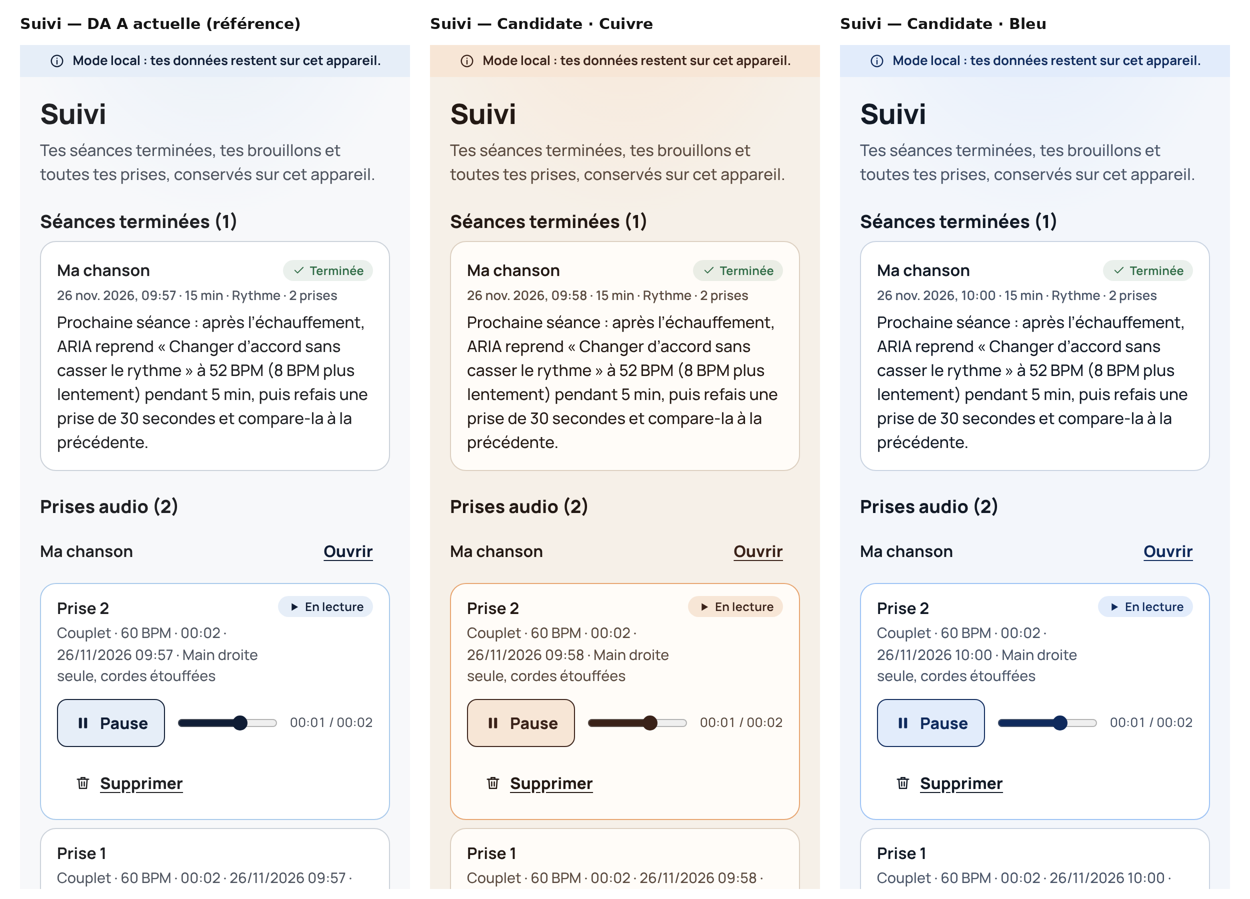 Suivi — DA A actuelle (référence)
Mode local : tes données restent sur cet appareil.
Suivi
Tes séances terminées, tes brouillons et
toutes tes prises, conservés sur cet appareil.
Séances terminées (1)
Ma chanson
Terminée
26 nov. 2026, 09:57 · 15 min · Rythme · 2 prises
Prochaine séance : après l’échauffement,
ARIA reprend « Changer d’accord sans
casser le rythme » à 52 BPM (8 BPM plus
lentement) pendant 5 min, puis refais une
prise de 30 secondes et compare-la à la
précédente.
Prises audio (2)
Ma chanson
Ouvrir
Prise 2
En lecture
Couplet · 60 BPM · 00:02 ·
26/11/2026 09:57 · Main droite
seule, cordes étouffées
Pause
00:01 / 00:02
Supprimer
Prise 1
Couplet · 60 BPM · 00:02 · 26/11/2026 09:57 ·
Suivi — Candidate · Cuivre
Mode local : tes données restent sur cet appareil.
Suivi
Tes séances terminées, tes brouillons et
toutes tes prises, conservés sur cet appareil.
Séances terminées (1)
Ma chanson
Terminée
26 nov. 2026, 09:58 · 15 min · Rythme · 2 prises
Prochaine séance : après l’échauffement,
ARIA reprend « Changer d’accord sans
casser le rythme » à 52 BPM (8 BPM plus
lentement) pendant 5 min, puis refais une
prise de 30 secondes et compare-la à la
précédente.
Prises audio (2)
Ma chanson
Ouvrir
Prise 2
En lecture
Couplet · 60 BPM · 00:02 ·
26/11/2026 09:58 · Main droite
seule, cordes étouffées
Pause
00:01 / 00:02
Supprimer
Prise 1
Couplet · 60 BPM · 00:02 · 26/11/2026 09:58 ·
Suivi — Candidate · Bleu
Mode local : tes données restent sur cet appareil.
Suivi
Tes séances terminées, tes brouillons et
toutes tes prises, conservés sur cet appareil.
Séances terminées (1)
Ma chanson
Terminée
26 nov. 2026, 10:00 · 15 min · Rythme · 2 prises
Prochaine séance : après l’échauffement,
ARIA reprend « Changer d’accord sans
casser le rythme » à 52 BPM (8 BPM plus
lentement) pendant 5 min, puis refais une
prise de 30 secondes et compare-la à la
précédente.
Prises audio (2)
Ma chanson
Ouvrir
Prise 2
En lecture
Couplet · 60 BPM · 00:02 ·
26/11/2026 10:00 · Main droite
seule, cordes étouffées
Pause
00:01 / 00:02
Supprimer
Prise 1
Couplet · 60 BPM · 00:02 · 26/11/2026 10:00 ·